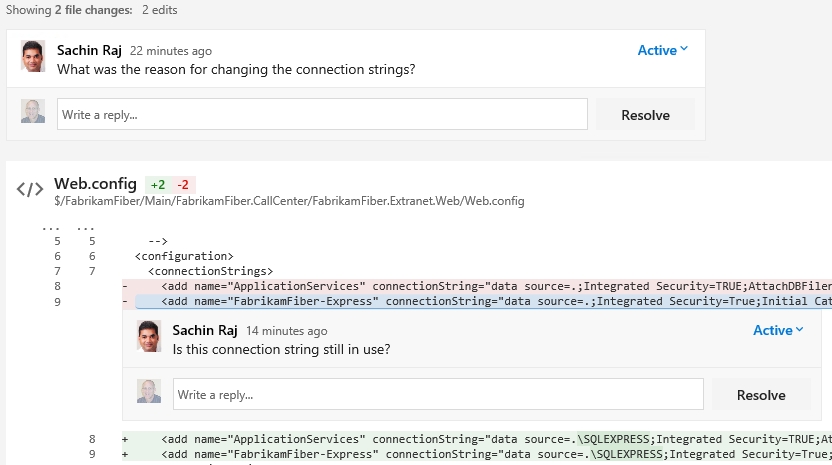 Showing 2 file changes: 2 edits
Sachin Raj 22 minutes ago Active
What was the reason for changing the connection strings?
Write a reply... Resolve
</> Web.config +2 -2
$/FabrikamFiber/Main/FabrikamFiber.CallCenter/FabrikamFiber.Extranet.Web/Web.config
... ...
5 5 -->
6 6 <configuration>
7 7 <connectionStrings>
8 - <add name="ApplicationServices" connectionString="data source=.;Integrated Security=TRUE;AttachDBFilen
9 - <add name="FabrikamFiber-Express" connectionString="data source=.;Integrated Security=True;Initial Cat
Sachin Raj 14 minutes ago Active
Is this connection string still in use?
Write a reply... Resolve
8 + <add name="ApplicationServices" connectionString="data source=.\SQLEXPRESS;Integrated Security=TRUE;At
9 + <add name="FabrikamFiber-Express" connectionString="data source=.\SQLEXPRESS;Integrated Security=True;